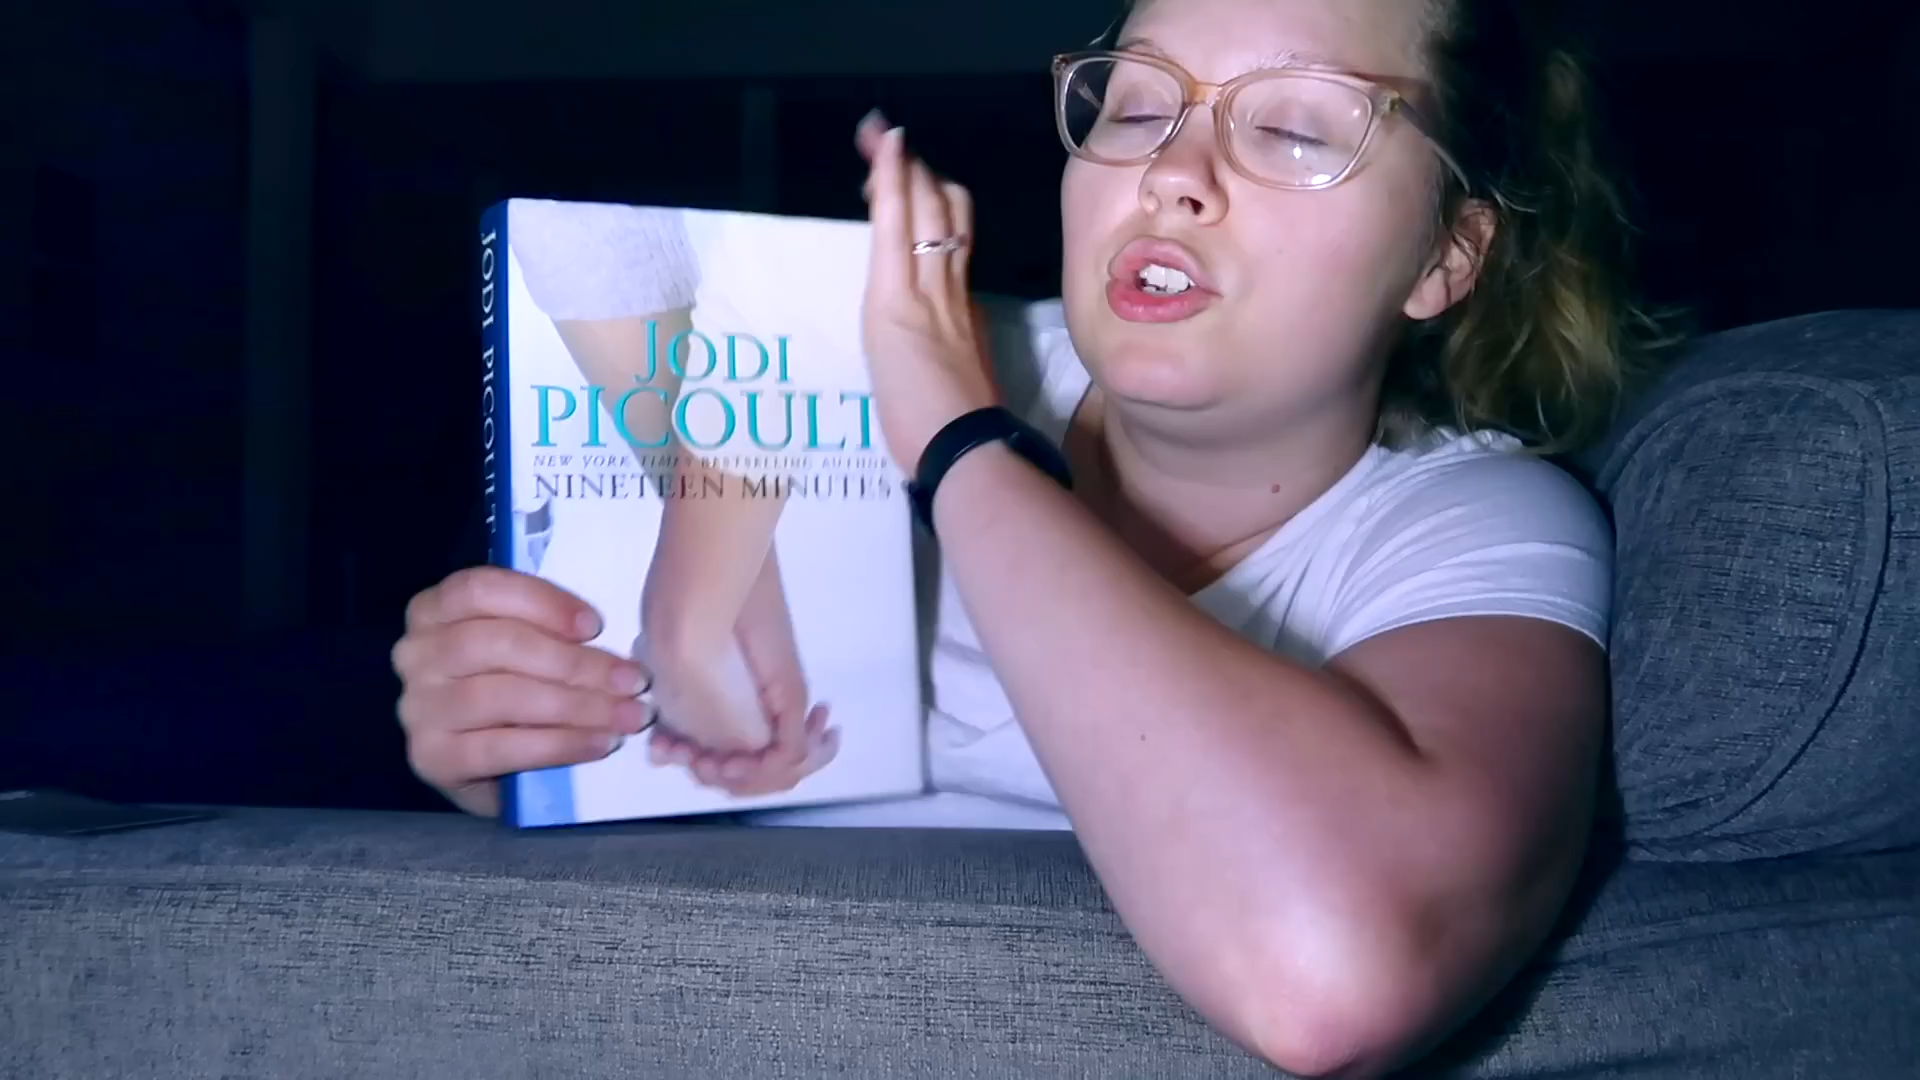 JODI PICOULT
JODI
PICOULT
NEW YORK TIMES BESTSELLING AUTHOR
NINETEEN MINUTES